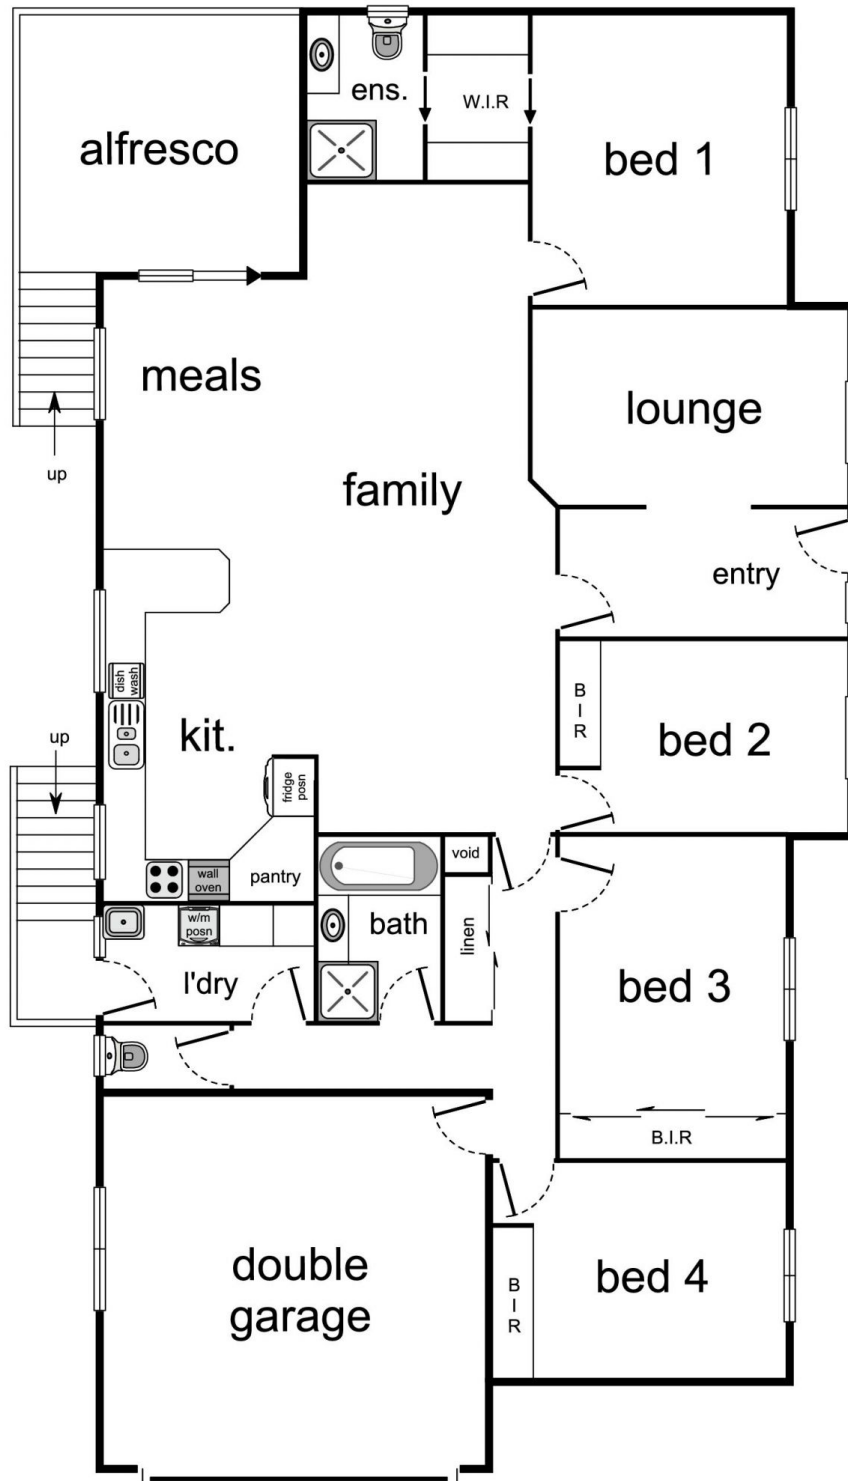 ens.
W.I.R
alfresco
bed 1
meals
lounge
up
family
entry
dish
wash
B
I
R
up
kit.
bed 2
fridge
posn
void
wall
oven
pantry
w/m
posn
bath
linen
l'dry
bed 3
B.I.R
double
garage
bed 4
B
I
R